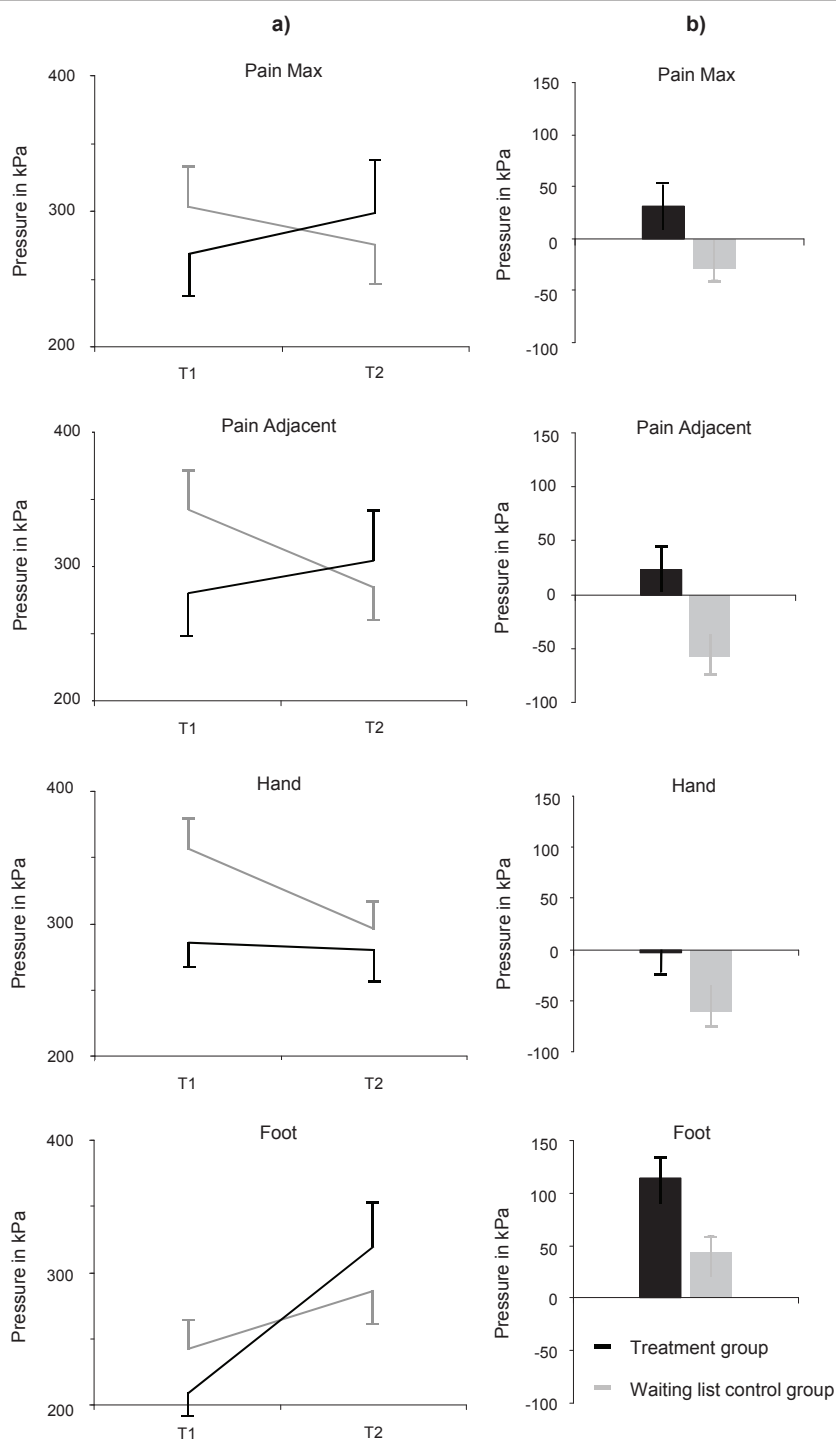 a)
b)
Pain Max
400
300
200
Pressure in kPa
T1
T2
Pain Max
150
100
50
0
-50
-100
Pressure in kPa
Pain Adjacent
400
300
200
Pressure in kPa
T1
T2
Pain Adjacent
150
100
50
0
-50
-100
Pressure in kPa
Hand
400
300
200
Pressure in kPa
T1
T2
Hand
150
100
50
0
-50
-100
Pressure in kPa
Foot
400
300
200
Pressure in kPa
T1
T2
Foot
150
100
50
0
-50
-100
Pressure in kPa
Treatment group
Waiting list control group